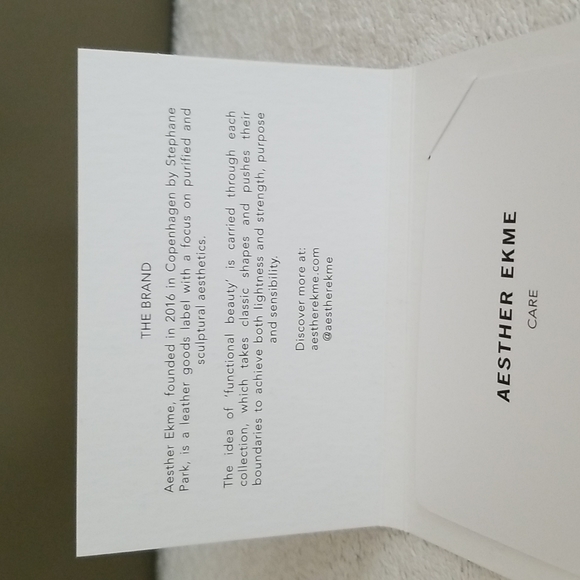 THE BRAND
Aesther Ekme, founded in 2016 in Copenhagen by Stephane
Park, is a leather goods label with a focus on purified and
sculptural aesthetics.
The idea of 'functional beauty' is carried through each
collection, which takes classic shapes and pushes their
boundaries to achieve both lightness and strength, purpose
and sensibility.
Discover more at:
aestherekme.com
@aestherekme
AESTHER EKME
CARE